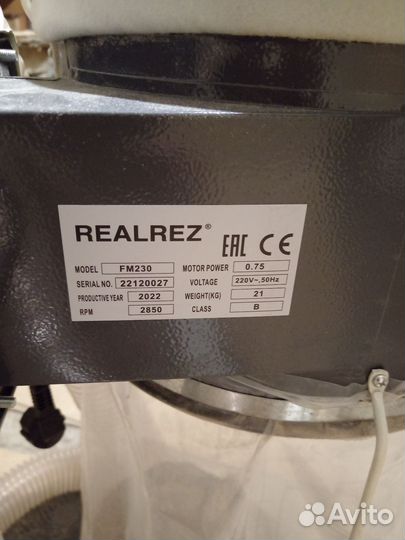 REALREZ® EAC CE
MODEL FM230 MOTOR POWER 0.75
SERIAL NO. 22120027 VOLTAGE 220V~,50Hz
PRODUCTIVE YEAR 2022 WEIGHT(KG) 21
RPM 2850 CLASS B
Avito